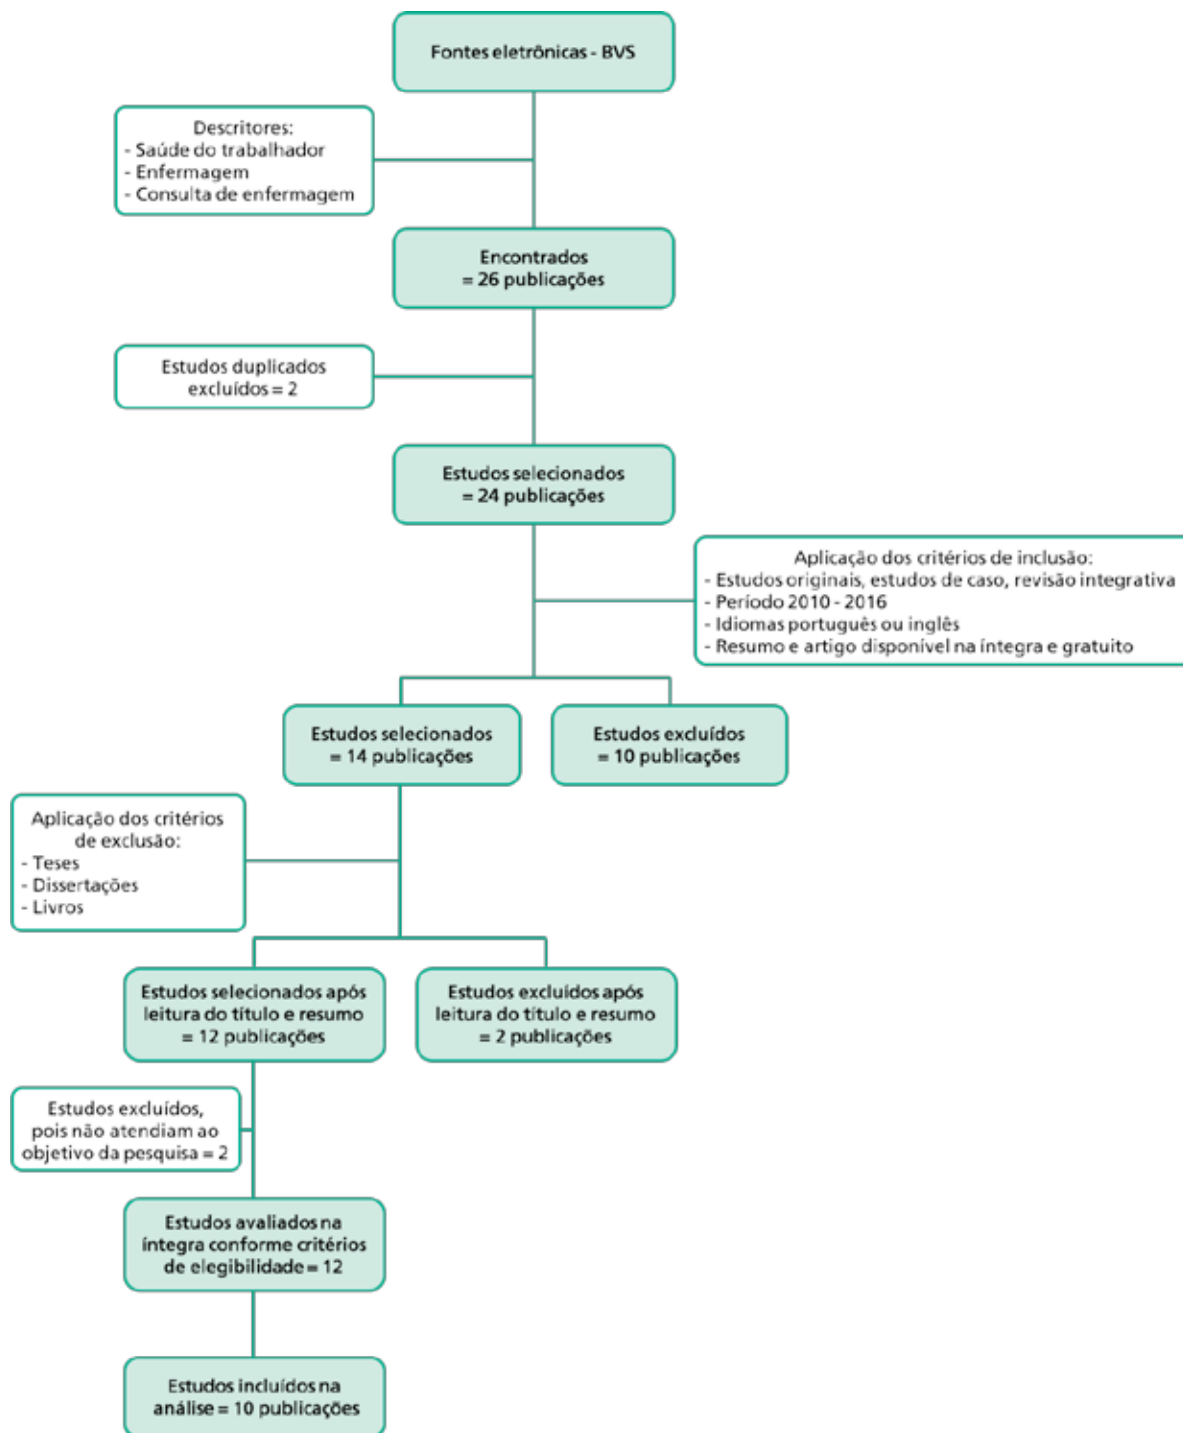 Fontes eletrônicas - BVS
Descritores:
- Saúde do trabalhador
- Enfermagem
- Consulta de enfermagem
Encontrados
= 26 publicações
Estudos duplicados
excluídos = 2
Estudos selecionados
= 24 publicações
Aplicação dos critérios de inclusão:
- Estudos originais, estudos de caso, revisão integrativa
- Período 2010 - 2016
- Idiomas português ou inglês
- Resumo e artigo disponível na íntegra e gratuito
Estudos selecionados
= 14 publicações
Estudos excluídos
= 10 publicações
Aplicação dos critérios
de exclusão:
- Teses
- Dissertações
- Livros
Estudos selecionados após
leitura do título e resumo
= 12 publicações
Estudos excluídos após
leitura do título e resumo
= 2 publicações
Estudos excluídos,
pois não atendiam ao
objetivo da pesquisa = 2
Estudos avaliados na
íntegra conforme critérios
de elegibilidade = 12
Estudos incluídos na
análise = 10 publicações